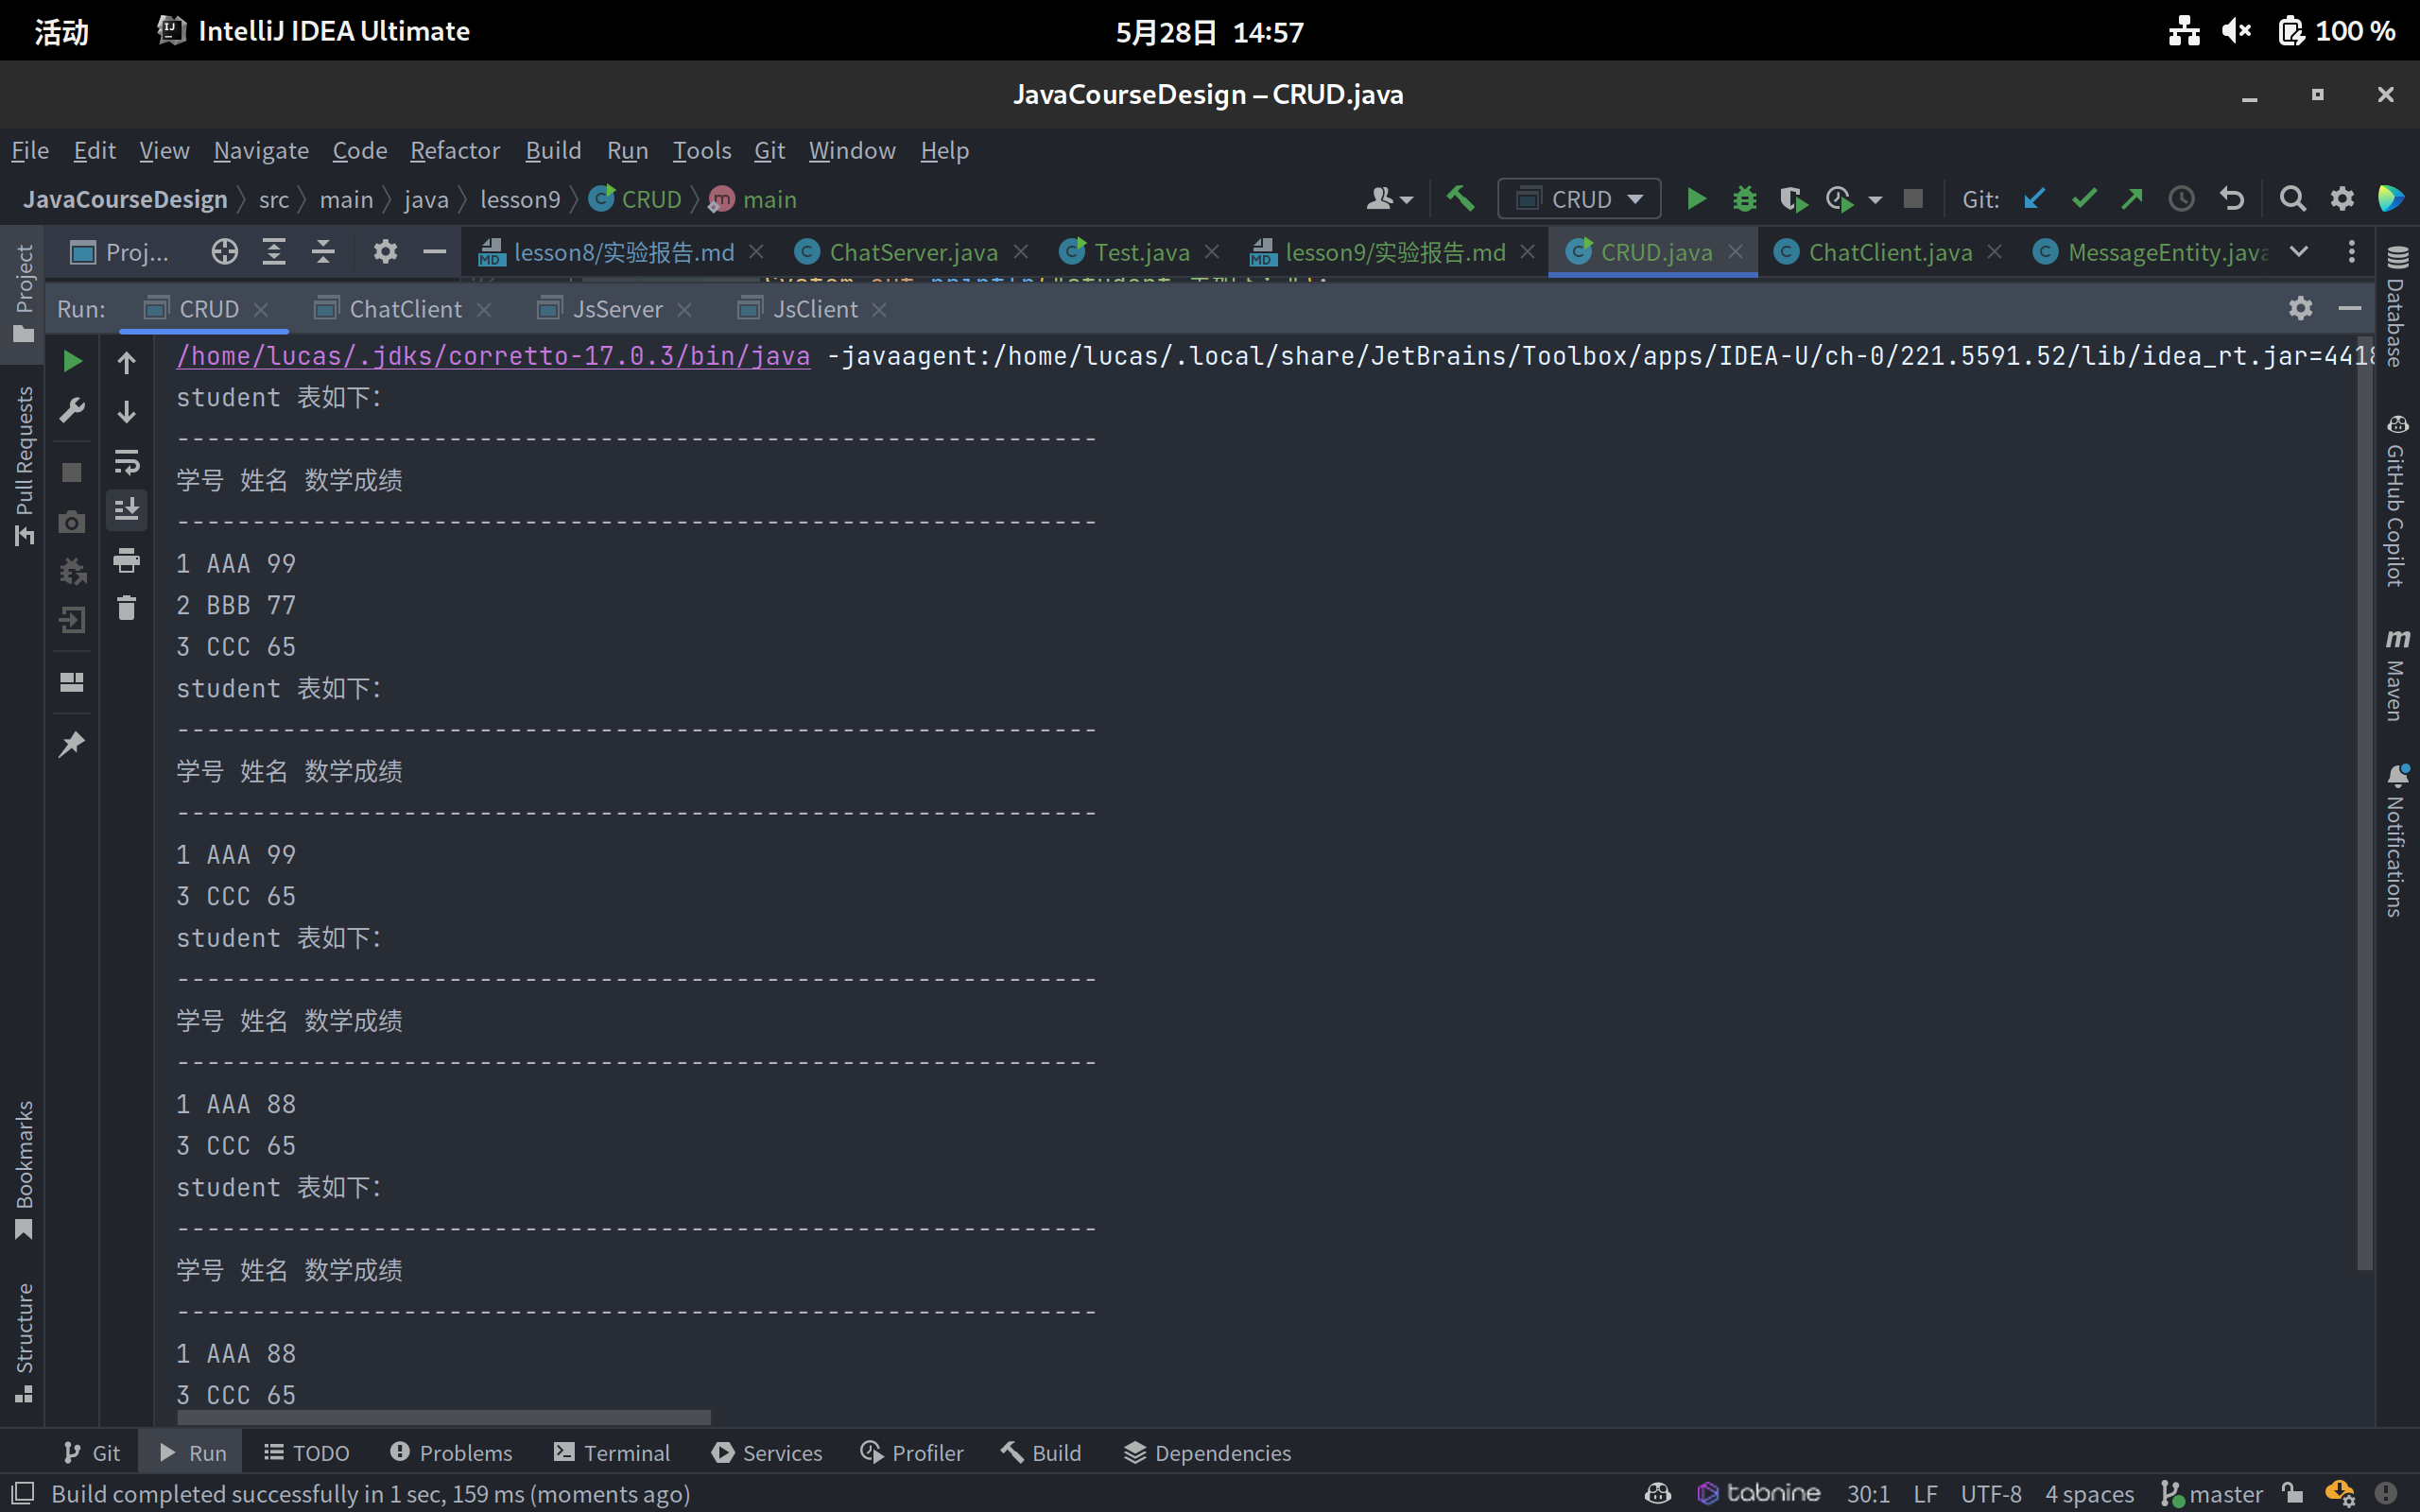 活动 IntelliJ IDEA Ultimate 5月28日 14:57 100 %
JavaCourseDesign – CRUD.java
File Edit View Navigate Code Refactor Build Run Tools Git Window Help
JavaCourseDesign src main java lesson9 CRUD main CRUD Git:
Proj... lesson8/实验报告.md ChatServer.java Test.java lesson9/实验报告.md CRUD.java ChatClient.java MessageEntity.java
Run: CRUD ChatClient JsServer JsClient
/home/lucas/.jdks/corretto-17.0.3/bin/java -javaagent:/home/lucas/.local/share/JetBrains/Toolbox/apps/IDEA-U/ch-0/221.5591.52/lib/idea_rt.jar=4418
student 表如下:
-------------------------------------------------------------
学号 姓名 数学成绩
-------------------------------------------------------------
1 AAA 99
2 BBB 77
3 CCC 65
student 表如下:
-------------------------------------------------------------
学号 姓名 数学成绩
-------------------------------------------------------------
1 AAA 99
3 CCC 65
student 表如下:
-------------------------------------------------------------
学号 姓名 数学成绩
-------------------------------------------------------------
1 AAA 88
3 CCC 65
student 表如下:
-------------------------------------------------------------
学号 姓名 数学成绩
-------------------------------------------------------------
1 AAA 88
3 CCC 65
Project
Pull Requests
Bookmarks
Structure
Database
GitHub Copilot
Maven
Notifications
Git Run TODO Problems Terminal Services Profiler Build Dependencies
Build completed successfully in 1 sec, 159 ms (moments ago) tabnine 30:1 LF UTF-8 4 spaces master